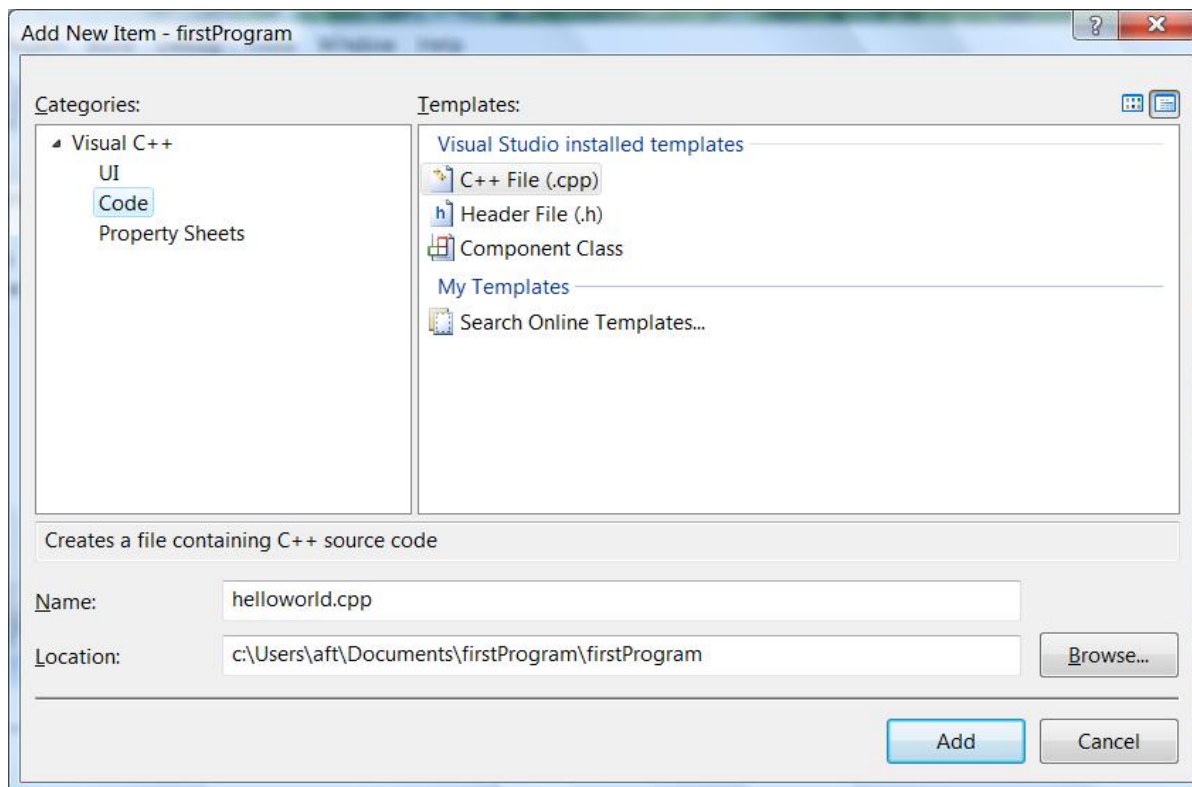 Add New Item - firstProgram
Window Help
Categories:
Templates:
Visual C++
UI
Code
Property Sheets
Visual Studio installed templates
C++ File (.cpp)
Header File (.h)
Component Class
My Templates
Search Online Templates...
Creates a file containing C++ source code
Name:
helloworld.cpp
Location:
c:\Users\aft\Documents\firstProgram\firstProgram
Browse...
Add
Cancel